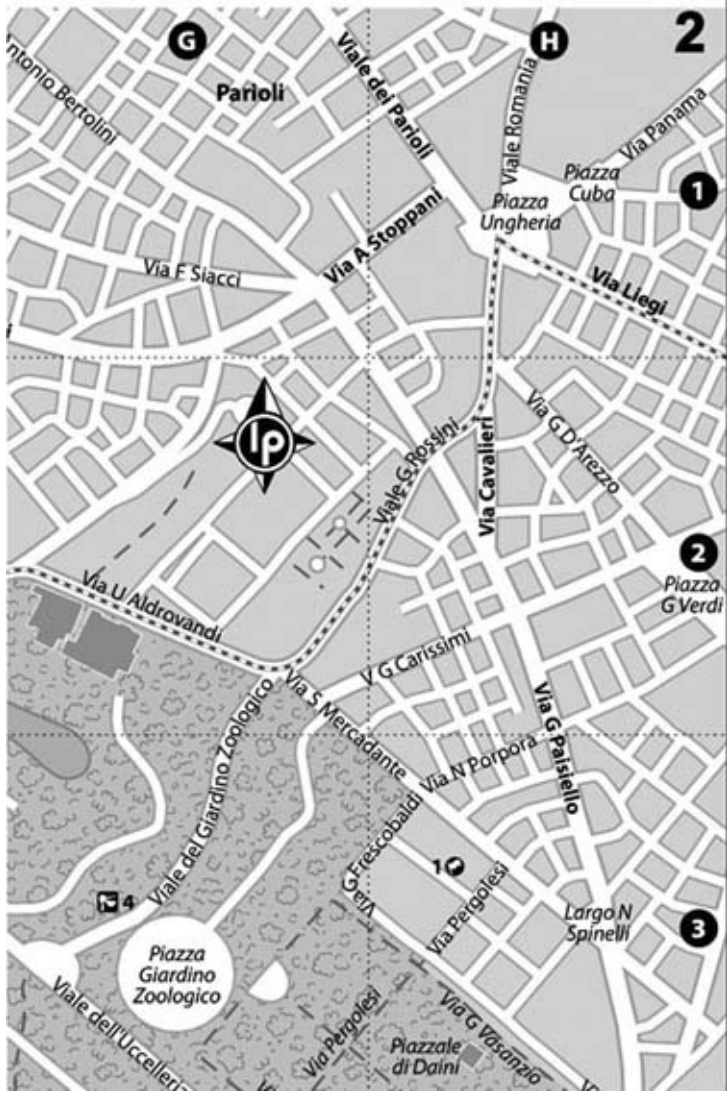 G
H
2
Antonio Bertolini
Parioli
Viale dei Parioli
Viale Romania
Via Panama
Piazza
Cuba
1
Piazza
Ungheria
Via A Stoppani
Via F Siacci
Via Liegi
lp
Viale G Rossini
Via G D'Arezzo
Via Cavalieri
2
Piazza
G Verdi
Via U Aldrovandi
V G Carissimi
Via S Mercadante
Via G Paisiello
Via N Porpora
Viale del Giardino Zoologico
Via G Frescobaldi
1
4
Via Pergolesi
Largo N
Spinelli
3
Piazza
Giardino
Zoologico
Viale dell'Uccelleria
Via Pergolesi
Via G Vasanzio
Piazzale
di Daini